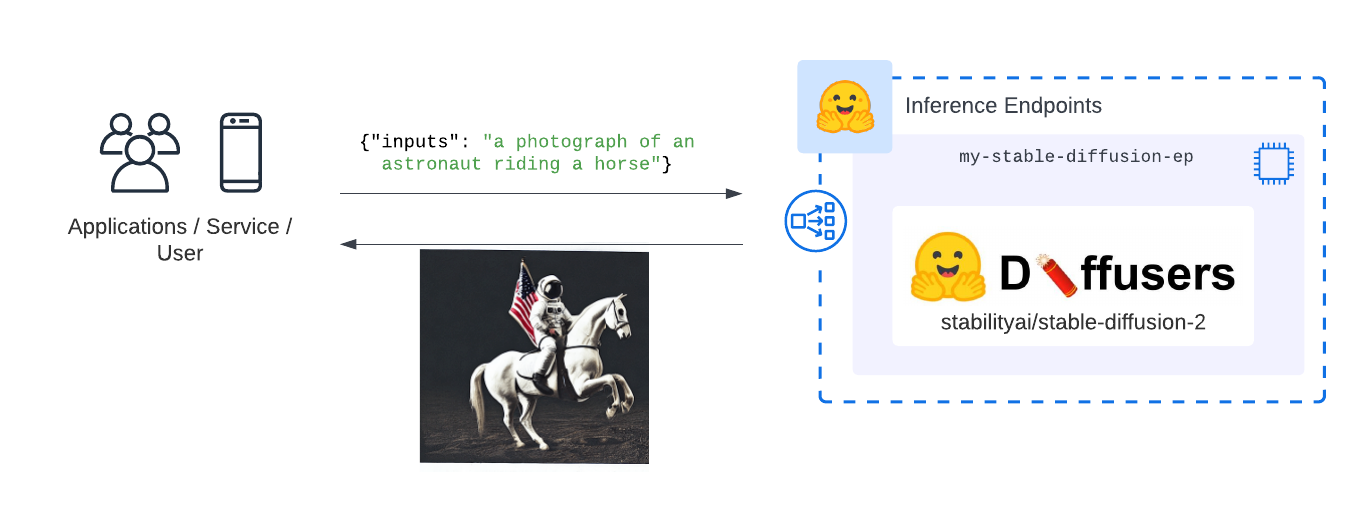 Applications / Service /
User
{"inputs": "a photograph of an
astronaut riding a horse"}
Inference Endpoints
my-stable-diffusion-ep
D🧨ffusers
stabilityai/stable-diffusion-2